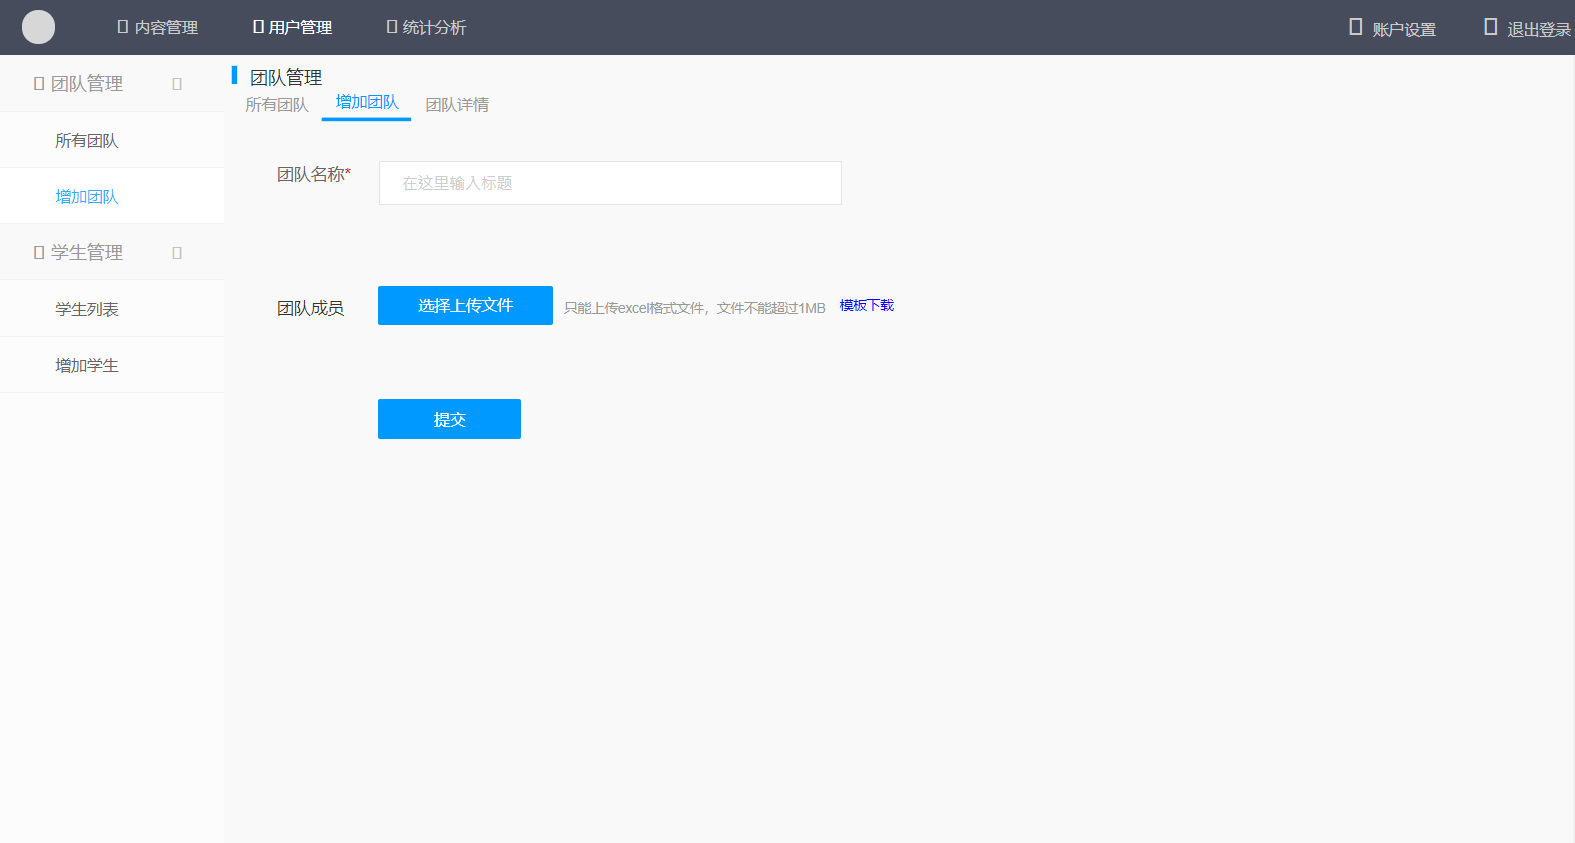 内容管理 用户管理 统计分析 账户设置 退出登录
团队管理
所有团队
增加团队
学生管理
学生列表
增加学生
团队管理
所有团队 增加团队 团队详情
团队名称* 在这里输入标题
团队成员 选择上传文件 只能上传excel格式文件，文件不能超过1MB 模板下载
提交